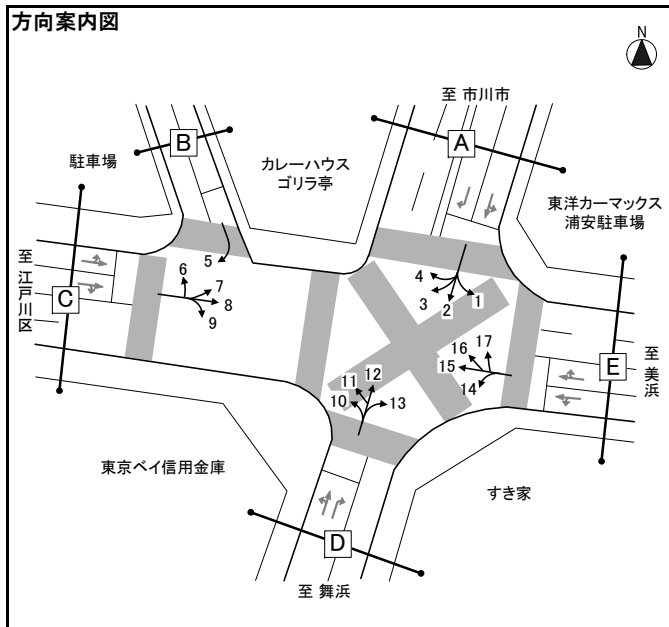 方向案内図
N
至 市川市
B
A
駐車場
カレーハウス
ゴリラ亭
東洋カーマックス
浦安駐車場
5
4
3
2
1
至 江戸川区
C
6
7
8
9
至 美浜
E
17
16
15
14
12
11
10
13
東京ベイ信用金庫
すき家
D
至 舞浜